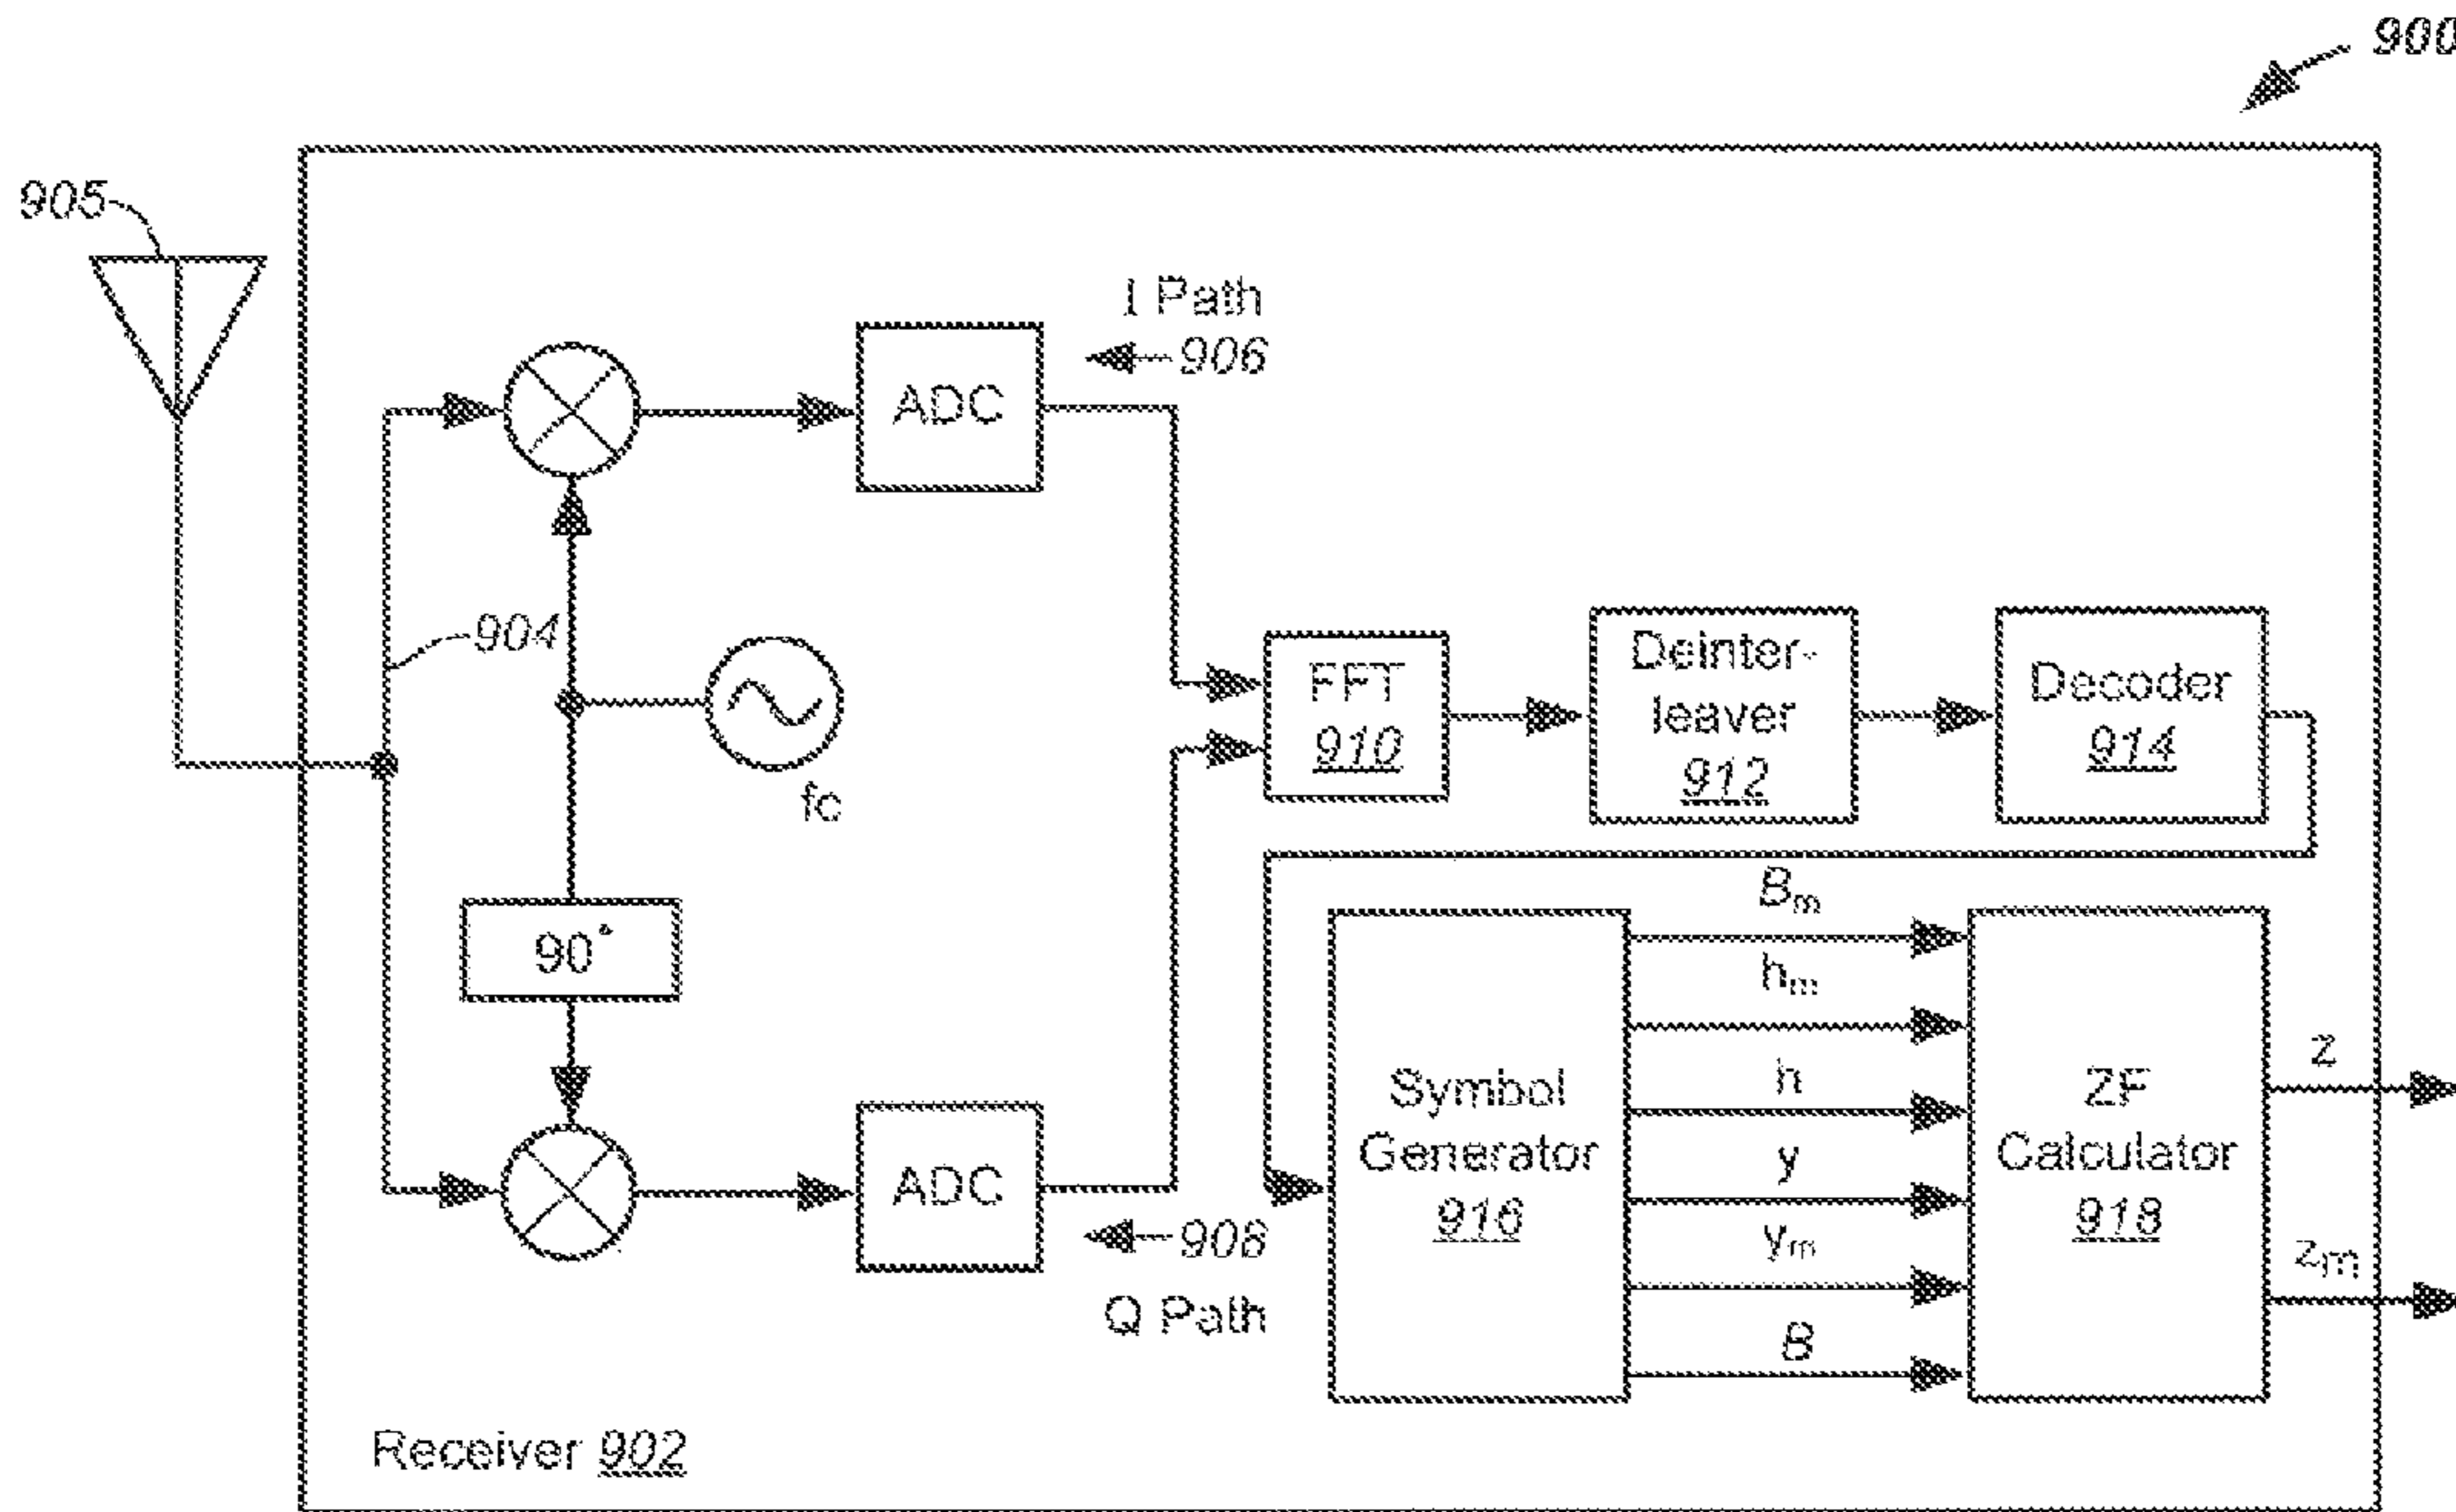 900
905
I Path
906
ADC
904
fc
FFT
910
Deinter-
leaver
912
Decoder
914
90°
Bm
hm
h
y
ym
B
Symbol
Generator
916
ZF
Calculator
918
z
zm
ADC
908
Q Path
Receiver 902